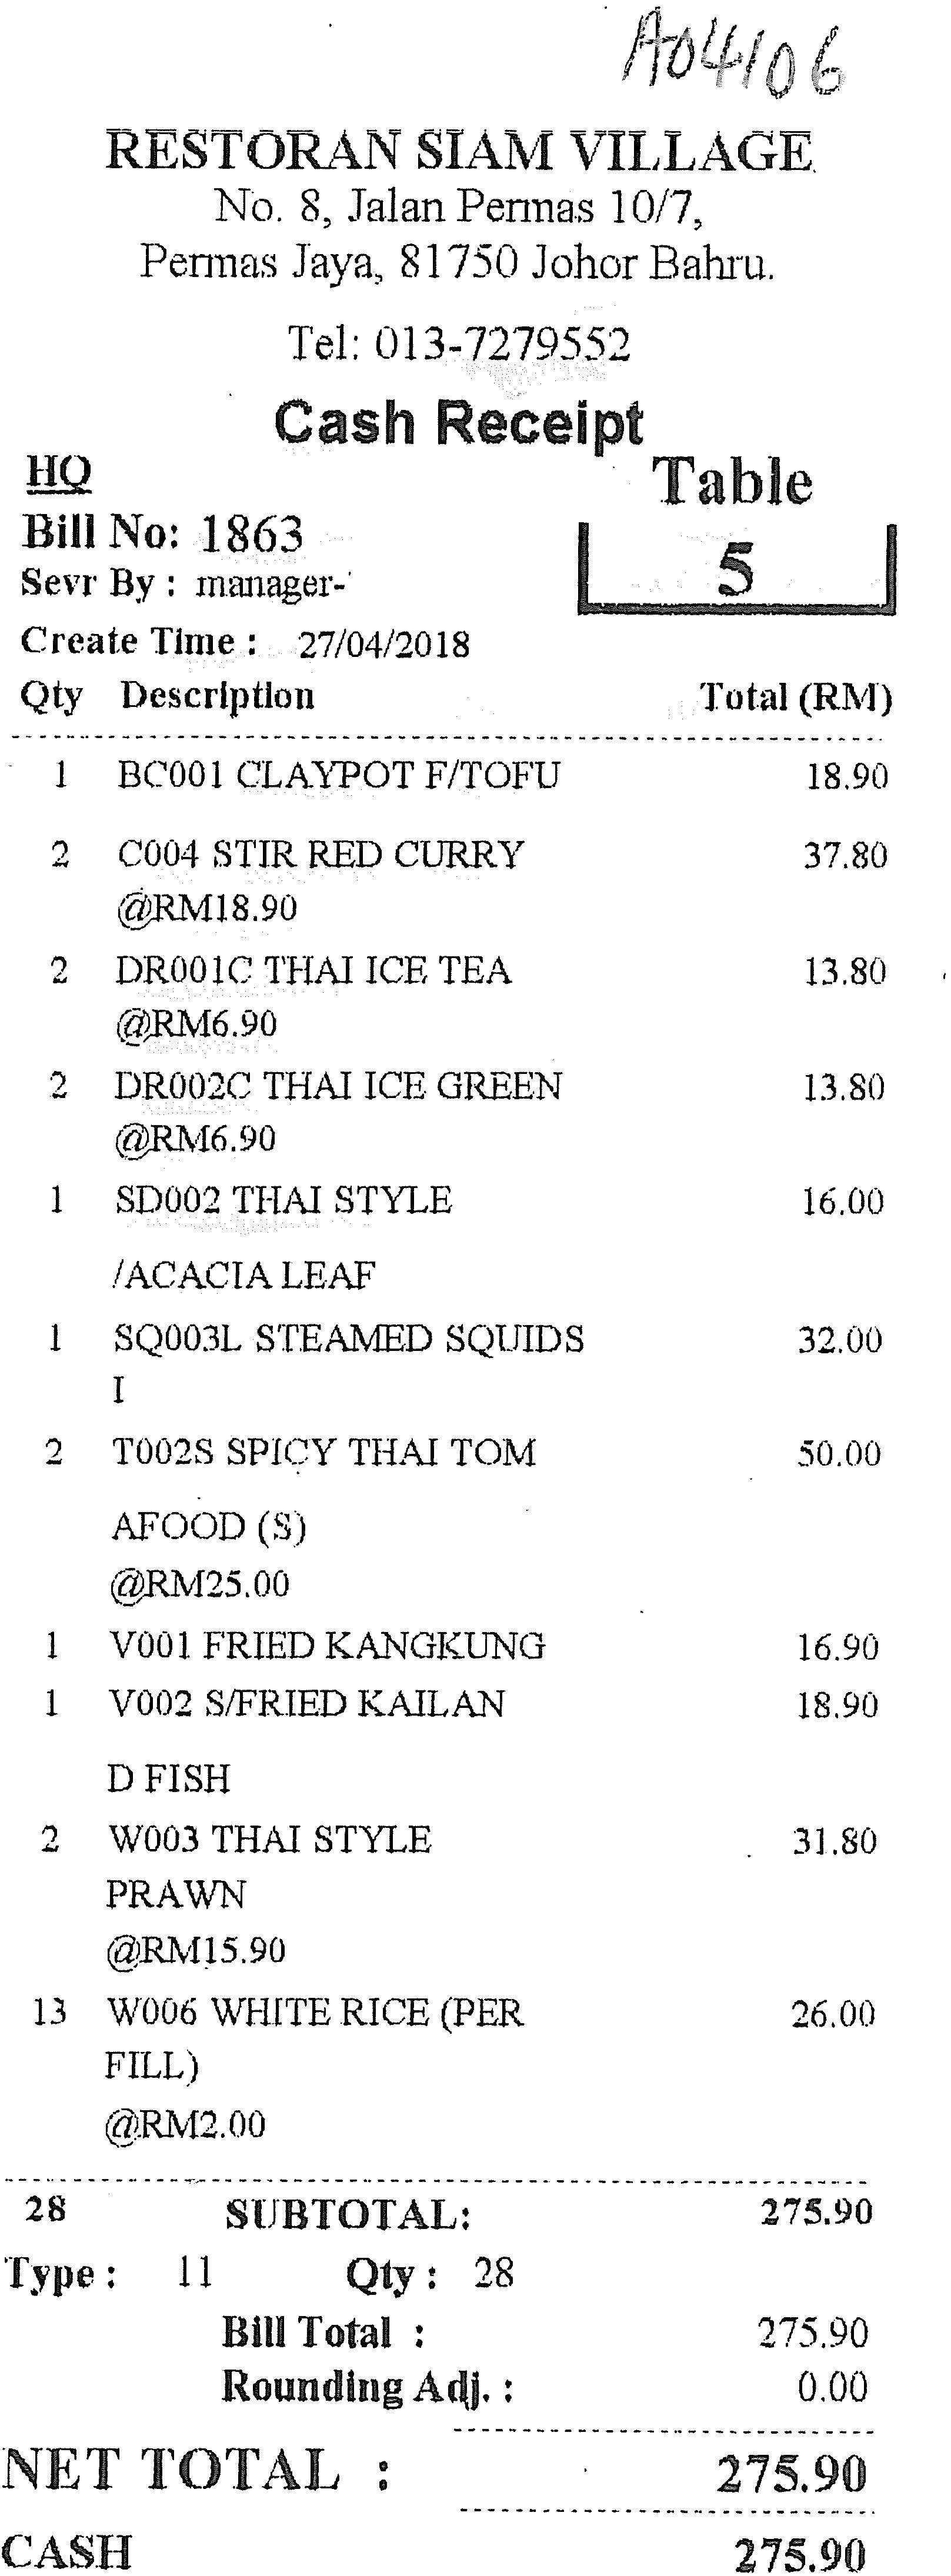 A04106
RESTORAN SIAM VILLAGE
No. 8, Jalan Permas 10/7,
Permas Jaya, 81750 Johor Bahru.
Tel: 013-7279552
Cash Receipt
HQ
Table
Bill No: 1863
5
Sevr By : manager-
Create Time : 27/04/2018
Qty Description Total (RM)
1 BC001 CLAYPOT F/TOFU 18.90
2 C004 STIR RED CURRY 37.80
@RM18.90
2 DR001C THAI ICE TEA 13.80
@RM6.90
2 DR002C THAI ICE GREEN 13.80
@RM6.90
1 SD002 THAI STYLE 16.00
/ACACIA LEAF
1 SQ003L STEAMED SQUIDS 32.00
I
2 T002S SPICY THAI TOM 50.00
AFOOD (S)
@RM25.00
1 V001 FRIED KANGKUNG 16.90
1 V002 S/FRIED KAILAN 18.90
D FISH
2 W003 THAI STYLE 31.80
PRAWN
@RM15.90
13 W006 WHITE RICE (PER 26.00
FILL)
@RM2.00
28 SUBTOTAL: 275.90
Type : 11 Qty : 28
Bill Total : 275.90
Rounding Adj. : 0.00
NET TOTAL : 275.90
CASH 275.90